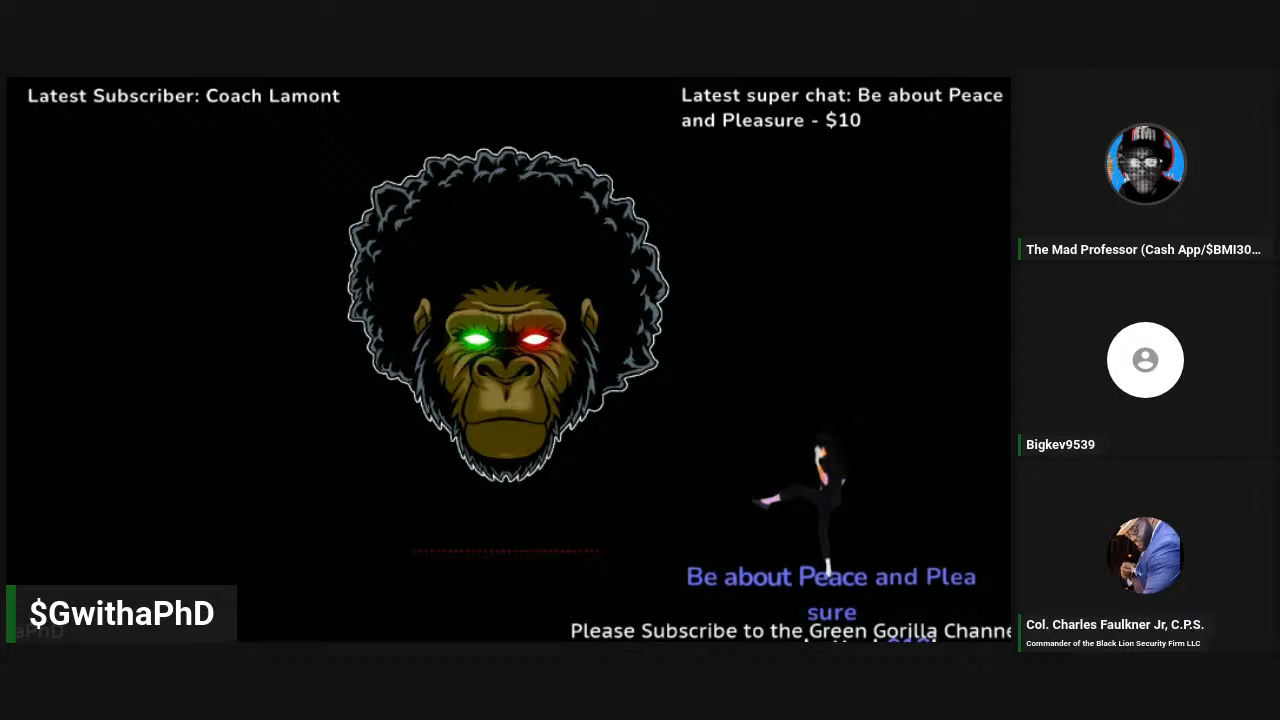 Latest Subscriber: Coach Lamont
Latest super chat: Be about Peace
and Pleasure - $10
The Mad Professor (Cash App/$BMI30...
Bigkev9539
Be about Peace and Plea
sure
$GwithaPhD
aPhD
Please Subscribe to the Green Gorilla Channe
Col. Charles Faulkner Jr, C.P.S.
Commander of the Black Lion Security Firm LLC